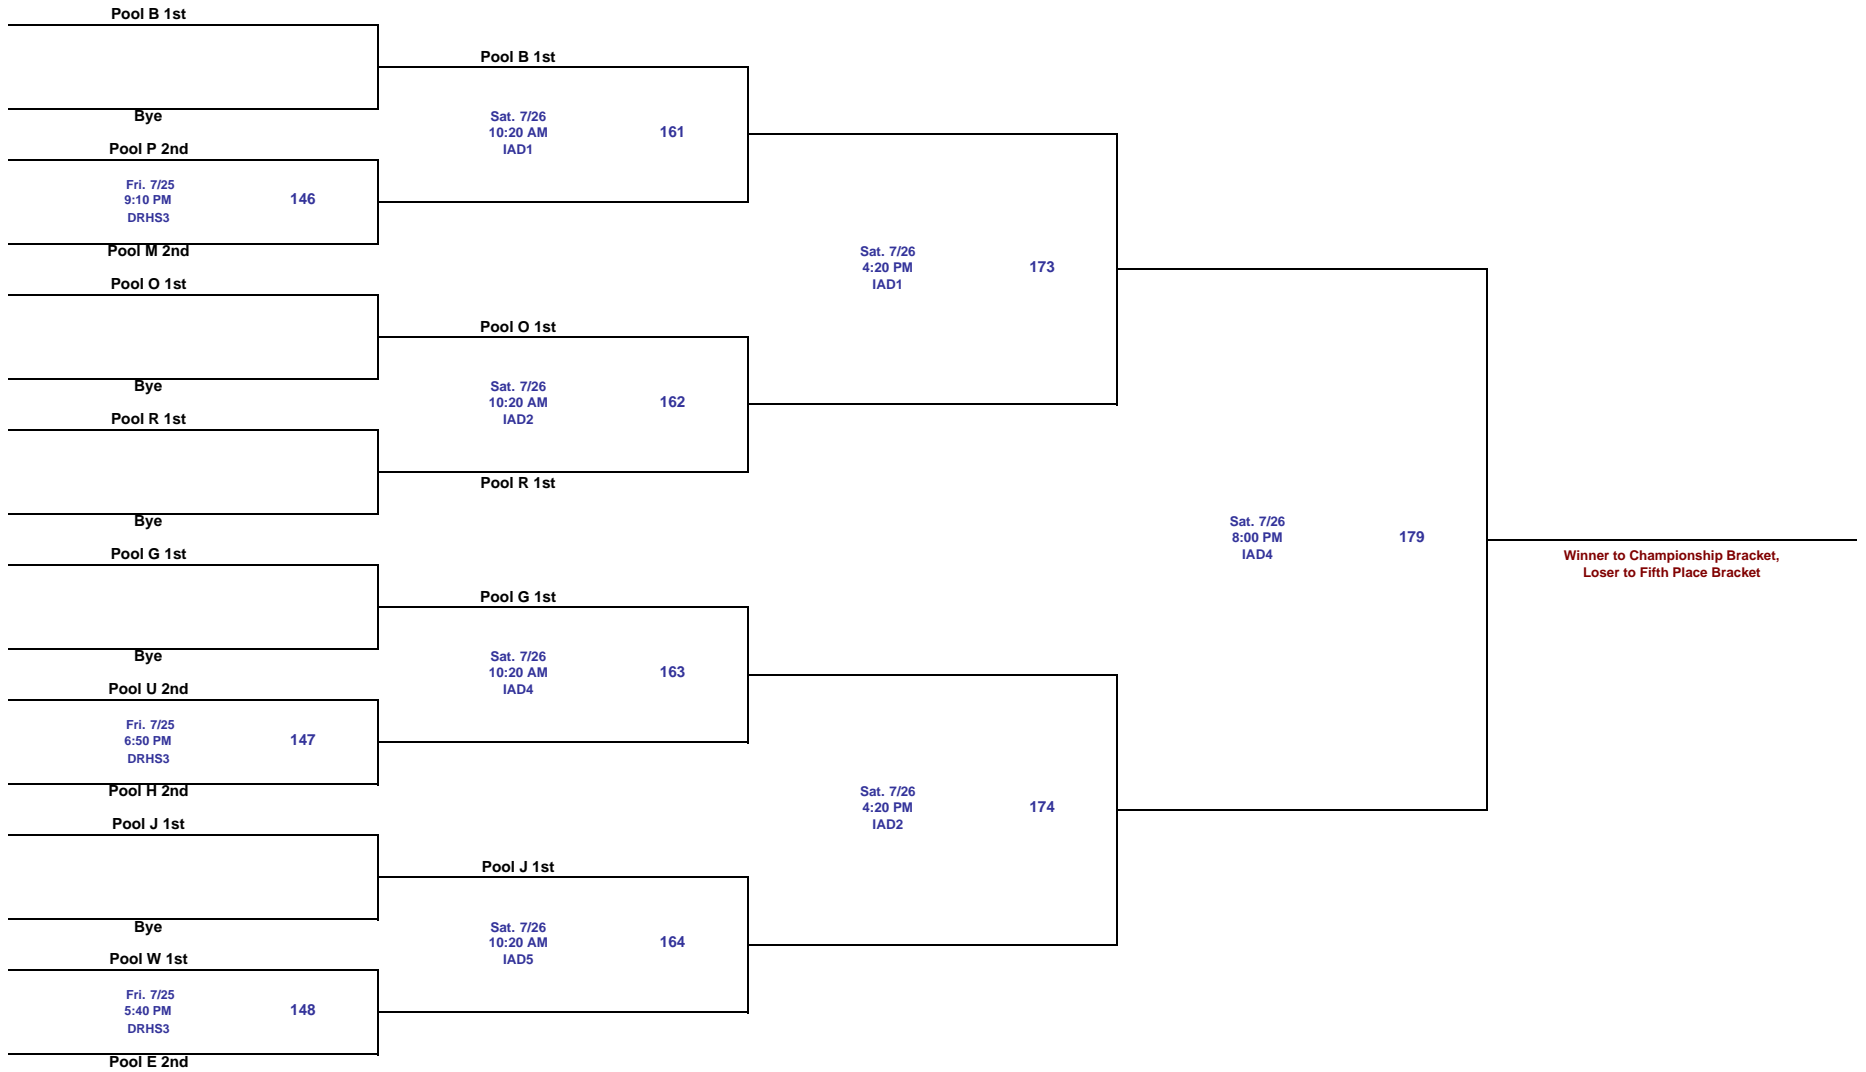 Pool B 1st
Bye
Pool P 2nd
Fri. 7/25
9:10 PM
DRHS3
146
Pool M 2nd
Pool O 1st
Bye
Pool R 1st
Bye
Pool G 1st
Bye
Pool U 2nd
Fri. 7/25
6:50 PM
DRHS3
147
Pool H 2nd
Pool J 1st
Bye
Pool W 1st
Fri. 7/25
5:40 PM
DRHS3
148
Pool E 2nd
Pool B 1st
Sat. 7/26
10:20 AM
IAD1
161
Pool O 1st
Sat. 7/26
10:20 AM
IAD2
162
Pool R 1st
Pool G 1st
Sat. 7/26
10:20 AM
IAD4
163
Pool J 1st
Sat. 7/26
10:20 AM
IAD5
164
Sat. 7/26
4:20 PM
IAD1
173
Sat. 7/26
4:20 PM
IAD2
174
Sat. 7/26
8:00 PM
IAD4
179
Winner to Championship Bracket,
Loser to Fifth Place Bracket